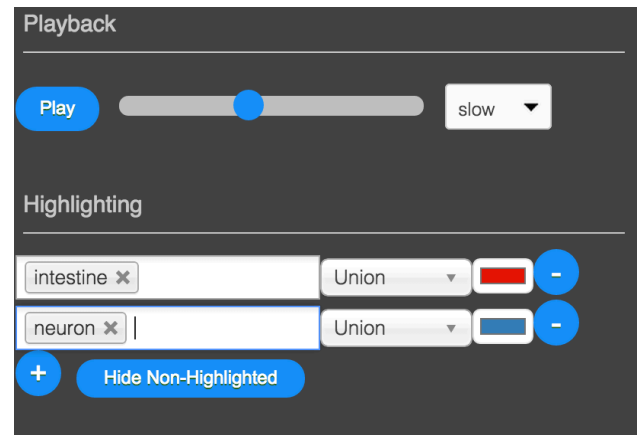 Playback
Play slow
Highlighting
intestine Union -
neuron Union -
+ Hide Non-Highlighted